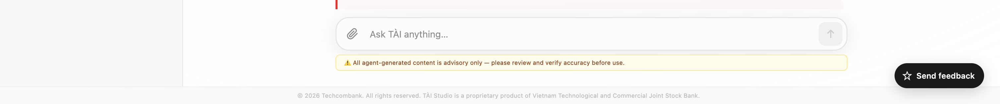 Ask TÀI anything...
⚠️ All agent-generated content is advisory only — please review and verify accuracy before use.
Send feedback
© 2026 Techcombank. All rights reserved. TÀI Studio is a proprietary product of Vietnam Technological and Commercial Joint Stock Bank.